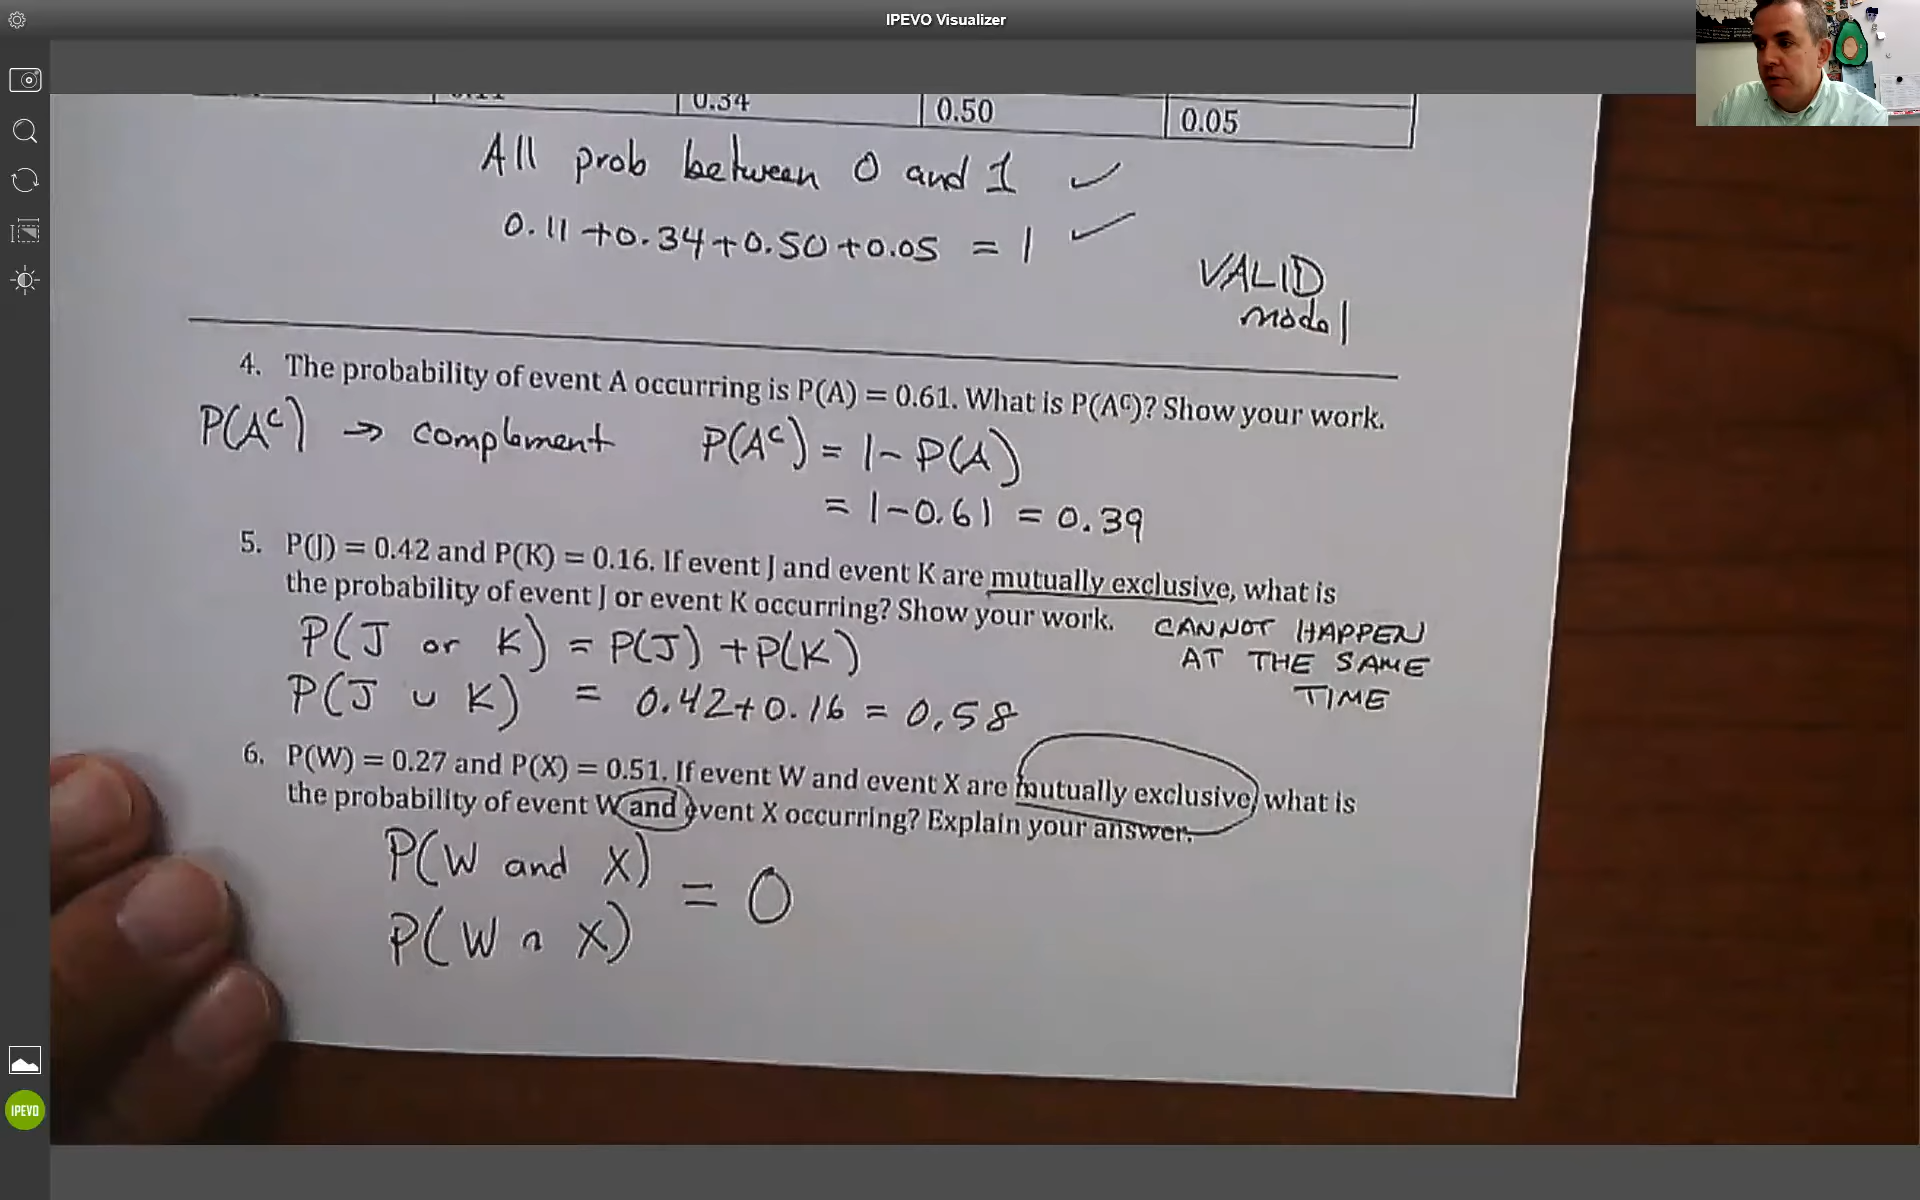 IPEVO Visualizer
0.34 0.50 0.05
All prob between 0 and 1 ✓
0.11 + 0.34 + 0.50 + 0.05 = 1 ✓
VALID
model
4. The probability of event A occurring is P(A) = 0.61. What is P(Aᶜ)? Show your work.
P(Aᶜ) → complement P(Aᶜ) = 1 - P(A)
= 1 - 0.61 = 0.39
5. P(J) = 0.42 and P(K) = 0.16. If event J and event K are mutually exclusive, what is
the probability of event J or event K occurring? Show your work.
CANNOT HAPPEN
AT THE SAME
TIME
P(J or K) = P(J) + P(K)
P(J ∪ K) = 0.42 + 0.16 = 0.58
6. P(W) = 0.27 and P(X) = 0.51. If event W and event X are mutually exclusive, what is
the probability of event W and event X occurring? Explain your answer.
P(W and X)
= 0
P(W ∩ X)
IPEVO